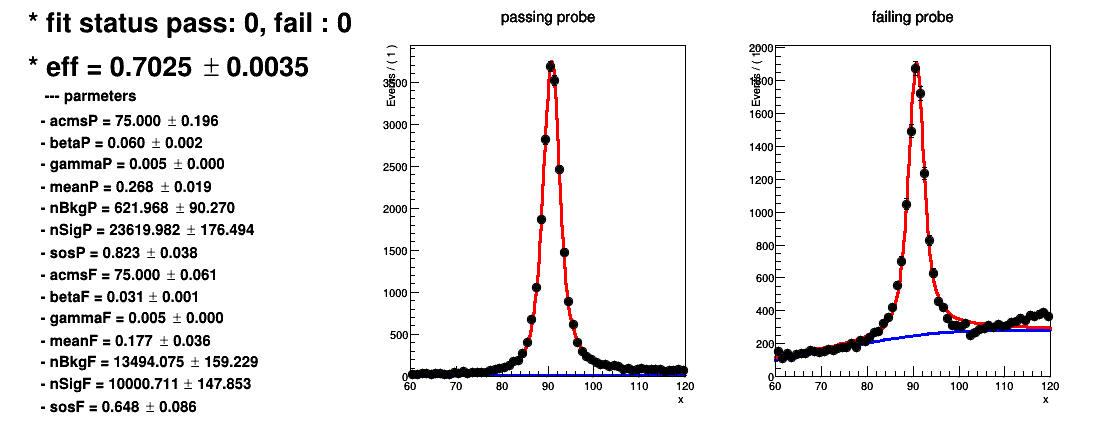 * fit status pass: 0, fail : 0
* eff = 0.7025 ± 0.0035
--- parmeters
- acmsP = 75.000 ± 0.196
- betaP = 0.060 ± 0.002
- gammaP = 0.005 ± 0.000
- meanP = 0.268 ± 0.019
- nBkgP = 621.968 ± 90.270
- nSigP = 23619.982 ± 176.494
- sosP = 0.823 ± 0.038
- acmsF = 75.000 ± 0.061
- betaF = 0.031 ± 0.001
- gammaF = 0.005 ± 0.000
- meanF = 0.177 ± 0.036
- nBkgF = 13494.075 ± 159.229
- nSigF = 10000.711 ± 147.853
- sosF = 0.648 ± 0.086
passing probe
Events / ( 1 )
3500
3000
2500
2000
1500
1000
500
0
60 70 80 90 100 110 120
x
failing probe
Events / ( 1 )
2000
1800
1600
1400
1200
1000
800
600
400
200
0
60 70 80 90 100 110 120
x